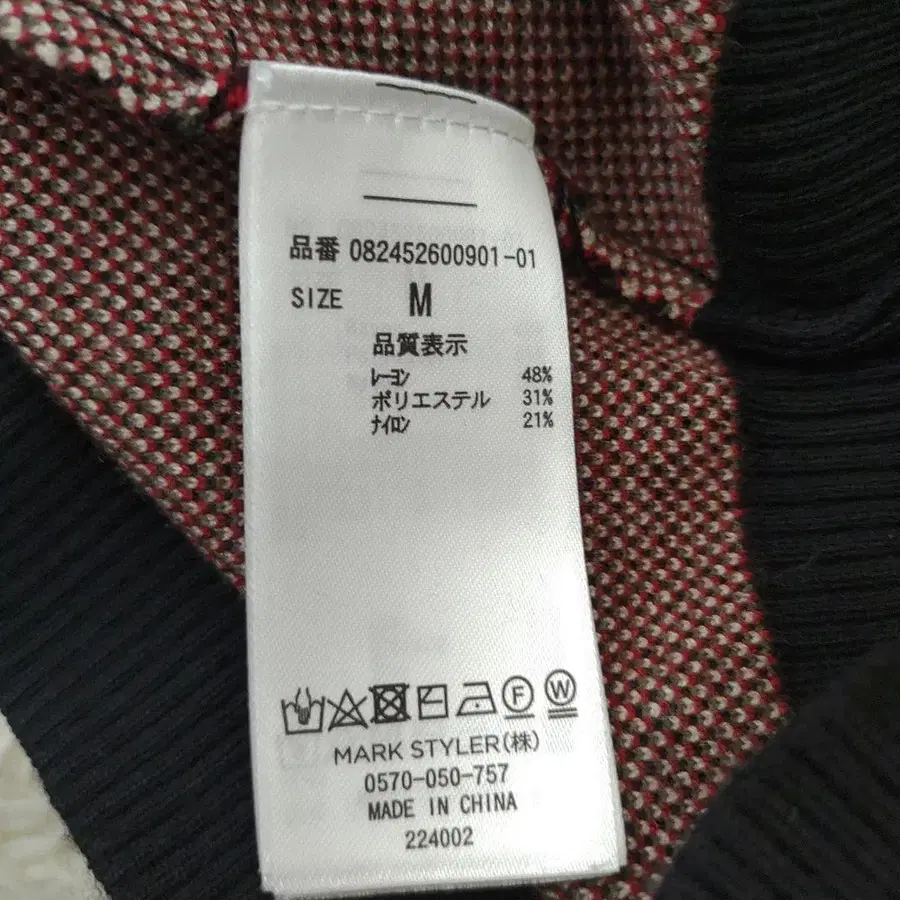 品番 082452600901-01
SIZE M
品質表示
ﾚｰﾖﾝ 48%
ポリエステル 31%
ﾅｲﾛﾝ 21%
F W
MARK STYLER(株)
0570-050-757
MADE IN CHINA
224002